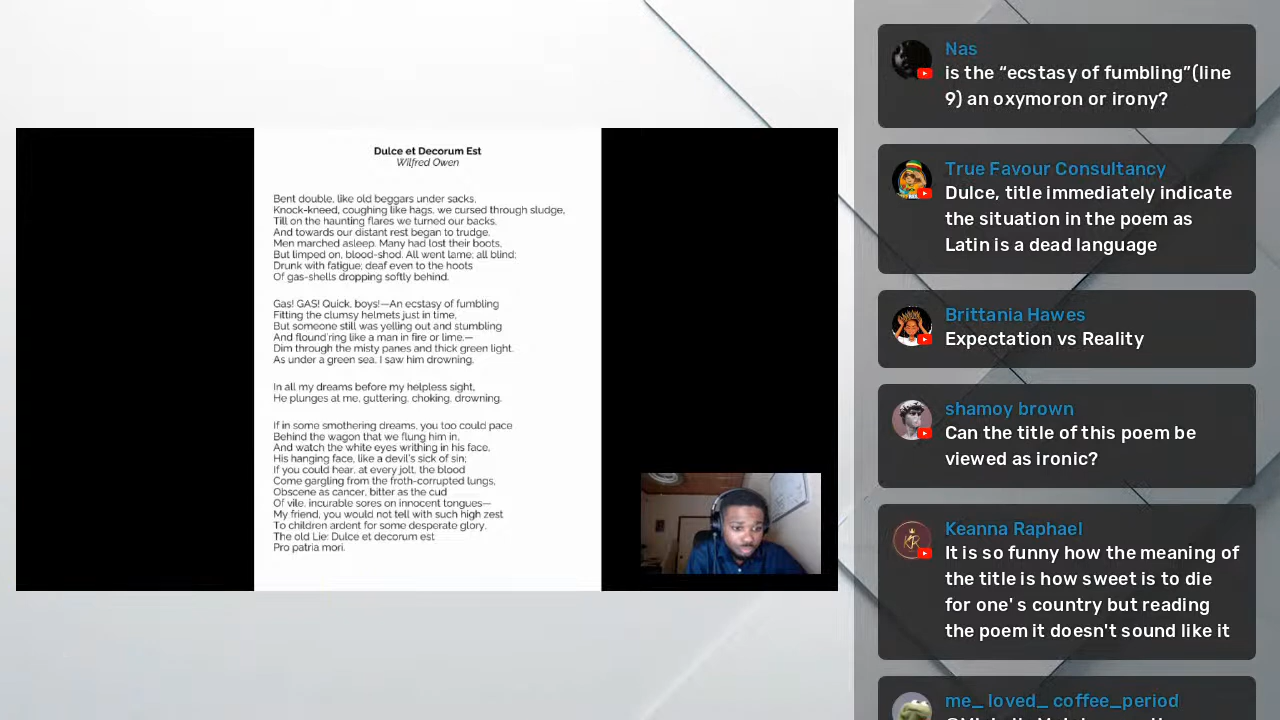 Dulce et Decorum Est
Wilfred Owen
Bent double, like old beggars under sacks,
Knock-kneed, coughing like hags, we cursed through sludge,
Till on the haunting flares we turned our backs,
And towards our distant rest began to trudge.
Men marched asleep. Many had lost their boots,
But limped on, blood-shod. All went lame; all blind;
Drunk with fatigue; deaf even to the hoots
Of gas-shells dropping softly behind.
Gas! GAS! Quick, boys!—An ecstasy of fumbling
Fitting the clumsy helmets just in time,
But someone still was yelling out and stumbling
And flound'ring like a man in fire or lime.—
Dim through the misty panes and thick green light,
As under a green sea, I saw him drowning.
In all my dreams before my helpless sight,
He plunges at me, guttering, choking, drowning.
If in some smothering dreams, you too could pace
Behind the wagon that we flung him in,
And watch the white eyes writhing in his face,
His hanging face, like a devil's sick of sin;
If you could hear, at every jolt, the blood
Come gargling from the froth-corrupted lungs,
Obscene as cancer, bitter as the cud
Of vile, incurable sores on innocent tongues—
My friend, you would not tell with such high zest
To children ardent for some desperate glory,
The old Lie: Dulce et decorum est
Pro patria mori.
Nas
is the “ecstasy of fumbling”(line
9) an oxymoron or irony?
True Favour Consultancy
Dulce, title immediately indicate
the situation in the poem as
Latin is a dead language
Brittania Hawes
Expectation vs Reality
shamoy brown
Can the title of this poem be
viewed as ironic?
Keanna Raphael
It is so funny how the meaning of
the title is how sweet is to die
for one' s country but reading
the poem it doesn't sound like it
me_ loved_ coffee_period